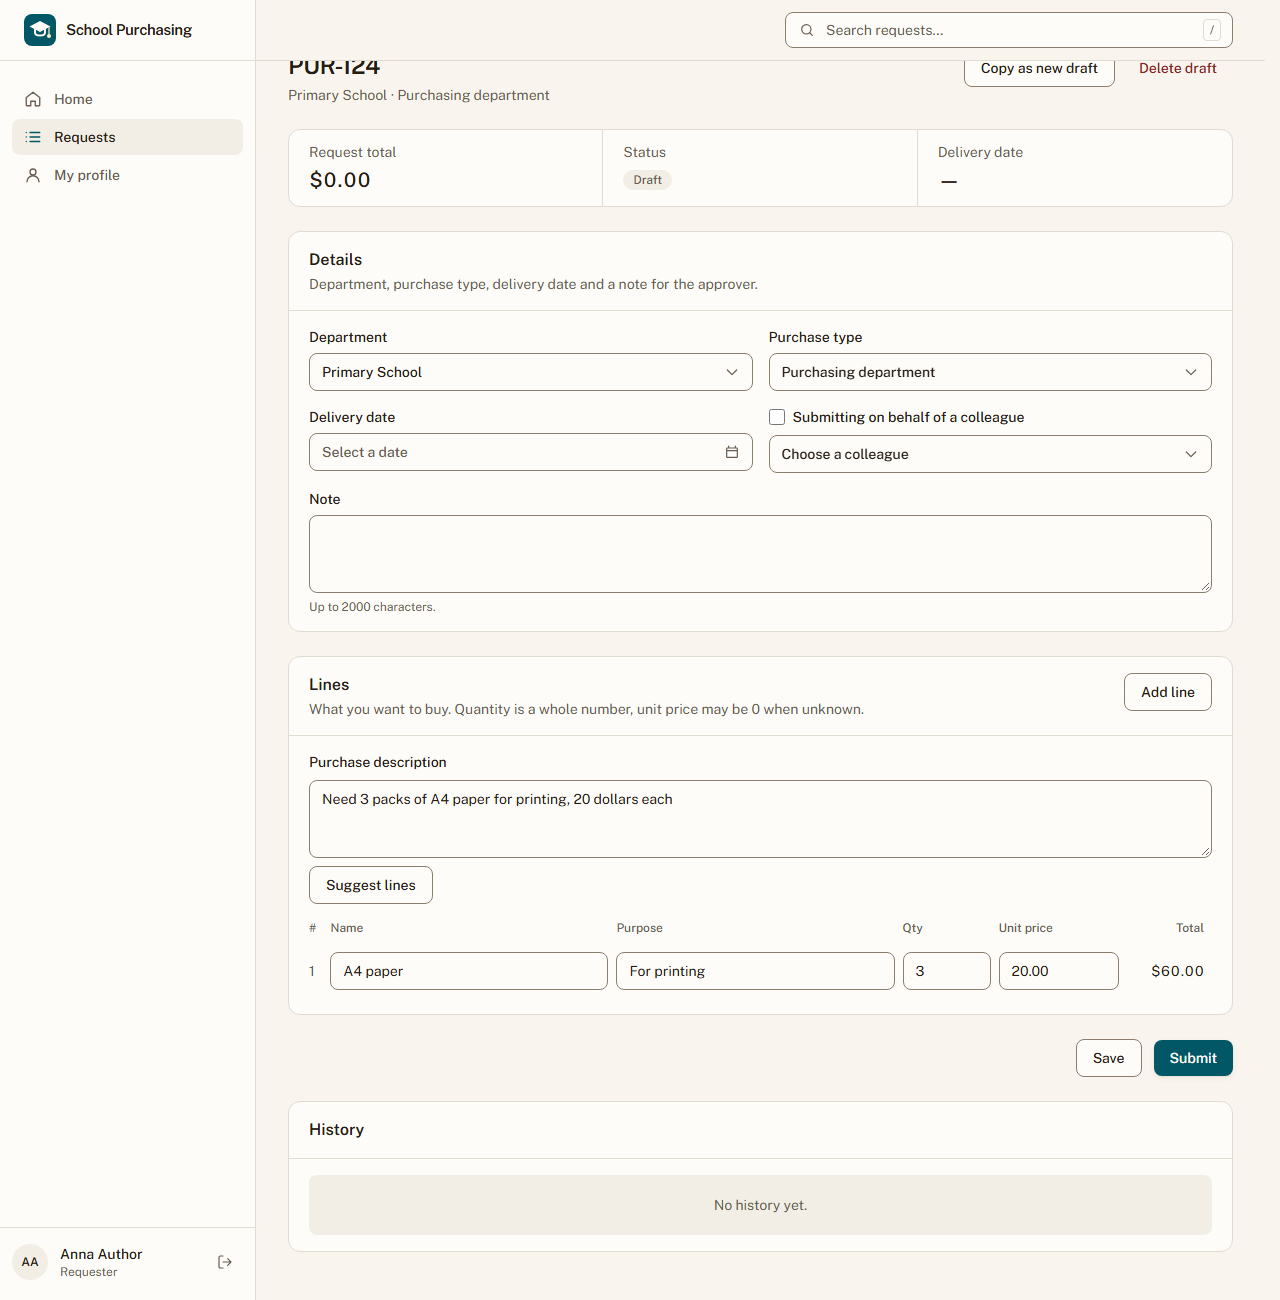 School Purchasing
Search requests...
/
Home
Requests
My profile
PUR-124
Primary School · Purchasing department
Copy as new draft
Delete draft
Request total
$0.00
Status
Draft
Delivery date
—
Details
Department, purchase type, delivery date and a note for the approver.
Department
Primary School
Purchase type
Purchasing department
Delivery date
Select a date
Submitting on behalf of a colleague
Choose a colleague
Note
Up to 2000 characters.
Lines
What you want to buy. Quantity is a whole number, unit price may be 0 when unknown.
Add line
Purchase description
Need 3 packs of A4 paper for printing, 20 dollars each
Suggest lines
# Name Purpose Qty Unit price Total
1 A4 paper For printing 3 20.00 $60.00
Save
Submit
History
No history yet.
AA
Anna Author
Requester